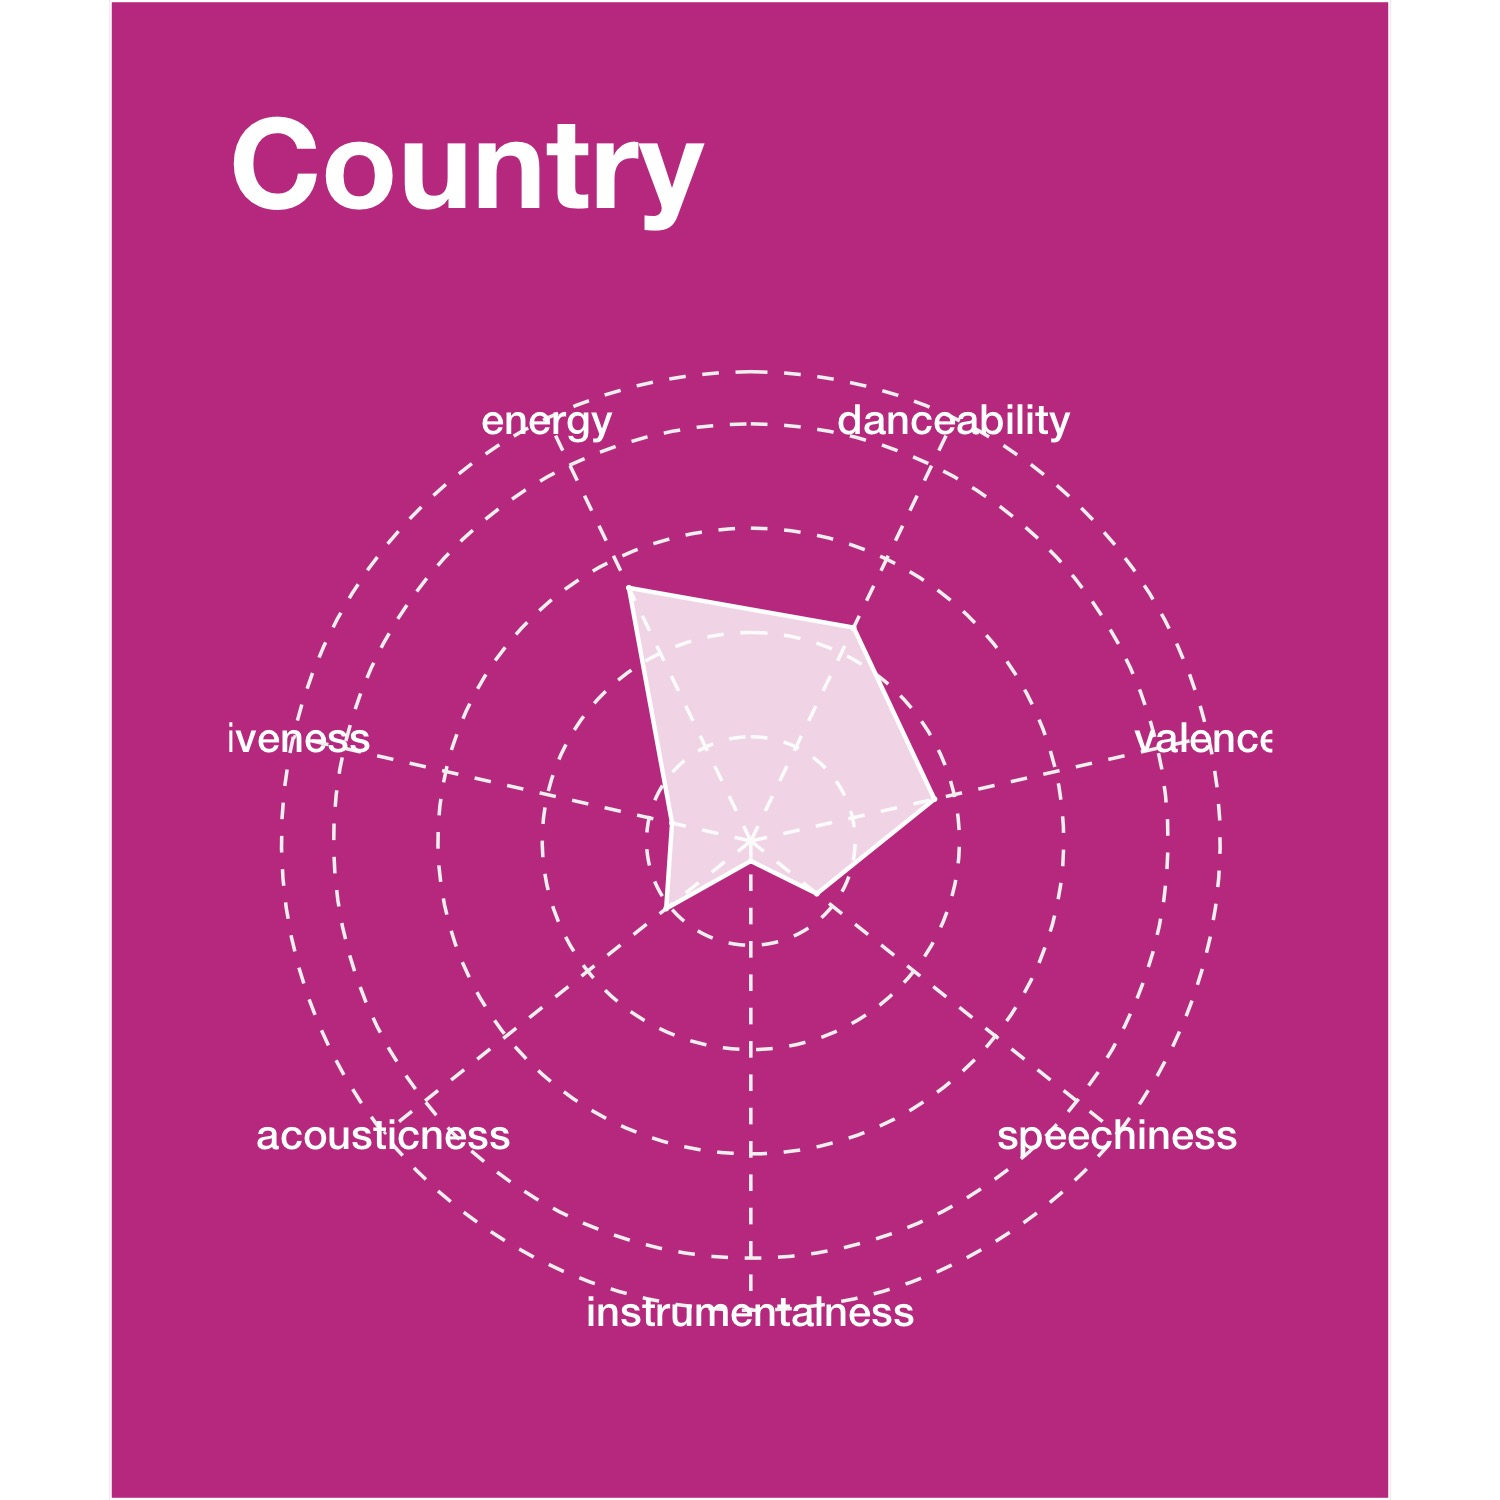 Country
energy
danceability
iveness
valence
acousticness
speechiness
instrumentalness